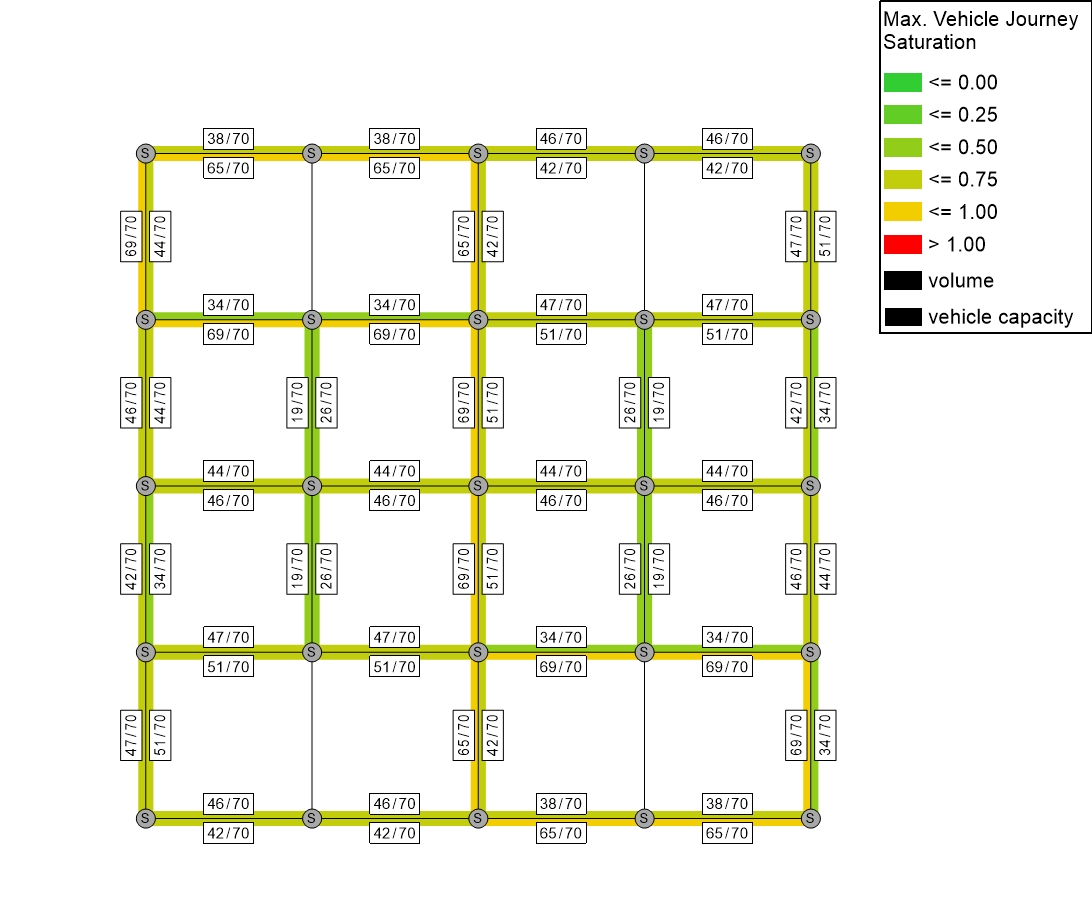 Max. Vehicle Journey
Saturation
<= 0.00
<= 0.25
<= 0.50
<= 0.75
<= 1.00
> 1.00
volume
vehicle capacity
38/70 38/70 46/70 46/70
S S S S S
65/70 65/70 42/70 42/70
69/70 44/70 65/70 42/70 47/70 51/70
34/70 34/70 47/70 47/70
S S S S S
69/70 69/70 51/70 51/70
46/70 44/70 19/70 26/70 69/70 51/70 26/70 19/70 42/70 34/70
44/70 44/70 44/70 44/70
S S S S S
46/70 46/70 46/70 46/70
42/70 34/70 19/70 26/70 69/70 51/70 26/70 19/70 46/70 44/70
47/70 47/70 34/70 34/70
S S S S S
51/70 51/70 69/70 69/70
47/70 51/70 65/70 42/70 69/70 34/70
46/70 46/70 38/70 38/70
S S S S S
42/70 42/70 65/70 65/70